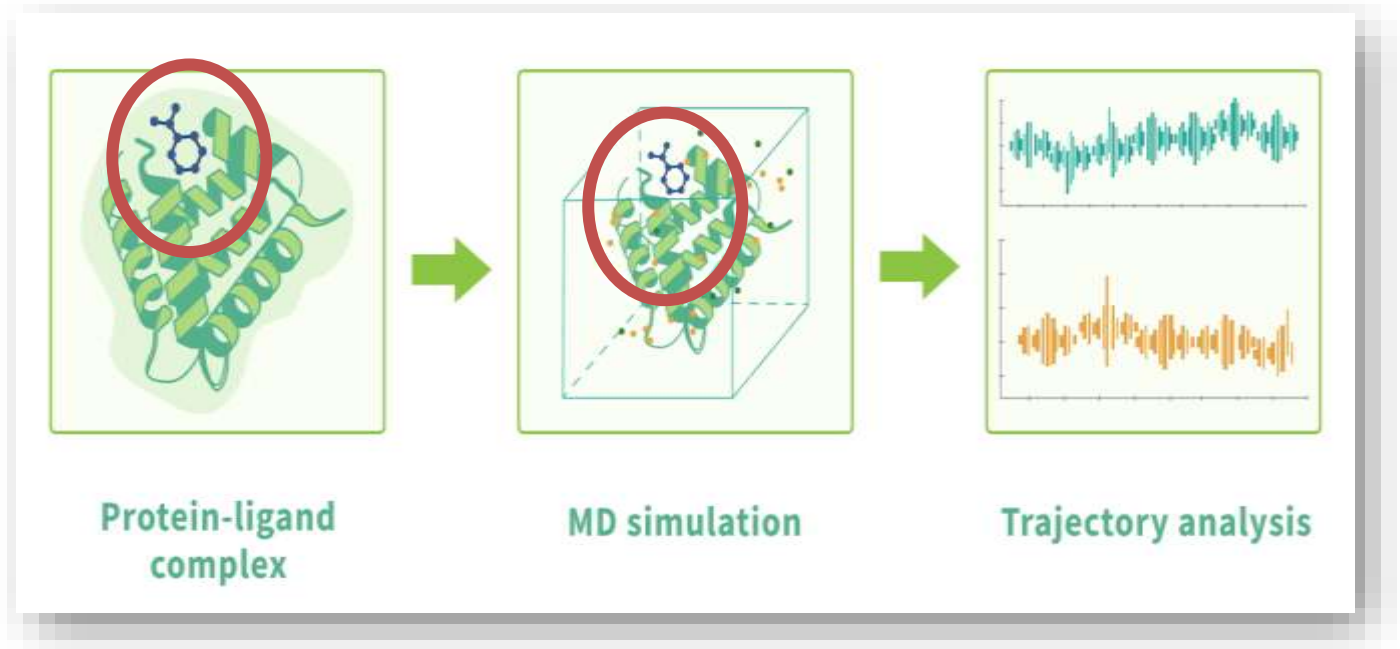 Protein-ligand
complex
MD simulation
Trajectory analysis